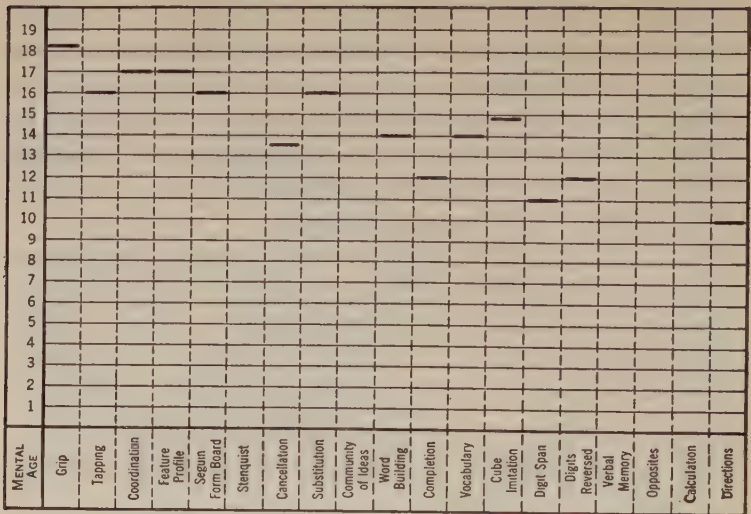 19
18
17
16
15
14
13
12
11
10
9
8
7
6
5
4
3
2
1
MENTAL
AGE
Grip
Tapping
Coordination
Feature
Profile
Seguin
Form Board
Stenquist
Cancellation
Substitution
Community
of Ideas
Word
Building
Completion
Vocabulary
Cube
Imitation
Digit Span
Digits
Reversed
Verbal
Memory
Opposites
Calculation
Directions